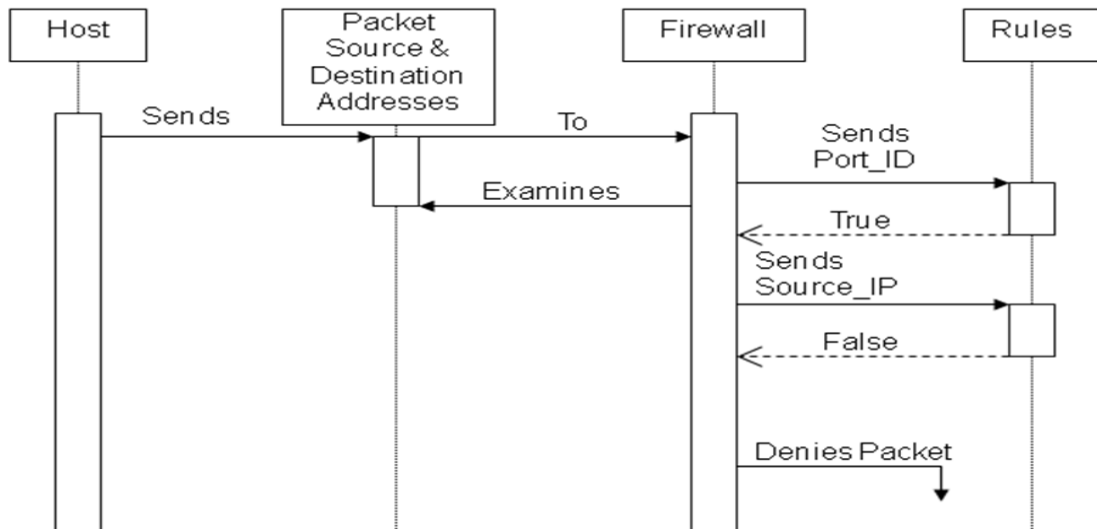 Host
Packet
Source &
Destination
Addresses
Firewall
Rules
Sends
To
Sends
Port_ID
Examines
True
Sends
Source_IP
False
Denies Packet